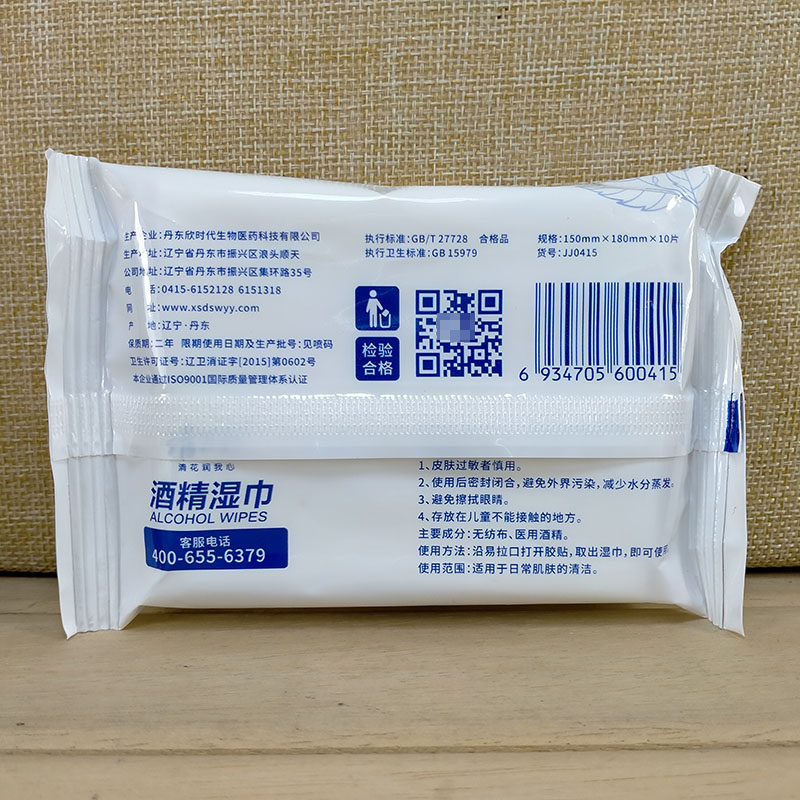 生产企业:丹东欣时代生物医药科技有限公司
生产地址:辽宁省丹东市振兴区浪头顺天
公司地址:辽宁省丹东市振兴区集环路35号
电 话:0415-6152128 6151318
网 址:www.xsdswyy.com
产 地:辽宁·丹东
保质期:二年 限期使用日期及生产批号:见喷码
卫生许可证号:辽卫消证字[2015]第0602号
本企业通过ISO9001国际质量管理体系认证
执行标准:GB/T 27728 合格品
执行卫生标准:GB 15979
规格:150mm×180mm×10片
货号:JJ0415
检验
合格
6 934705 600415
清花润我心
酒精湿巾
ALCOHOL WIPES
客服电话
400-655-6379
1、皮肤过敏者慎用。
2、使用后密封闭合,避免外界污染,减少水分蒸发。
3、避免擦拭眼睛。
4、存放在儿童不能接触的地方。
主要成分:无纺布、医用酒精。
使用方法:沿易拉口打开胶贴,取出湿巾,即可使用
使用范围:适用于日常肌肤的清洁。